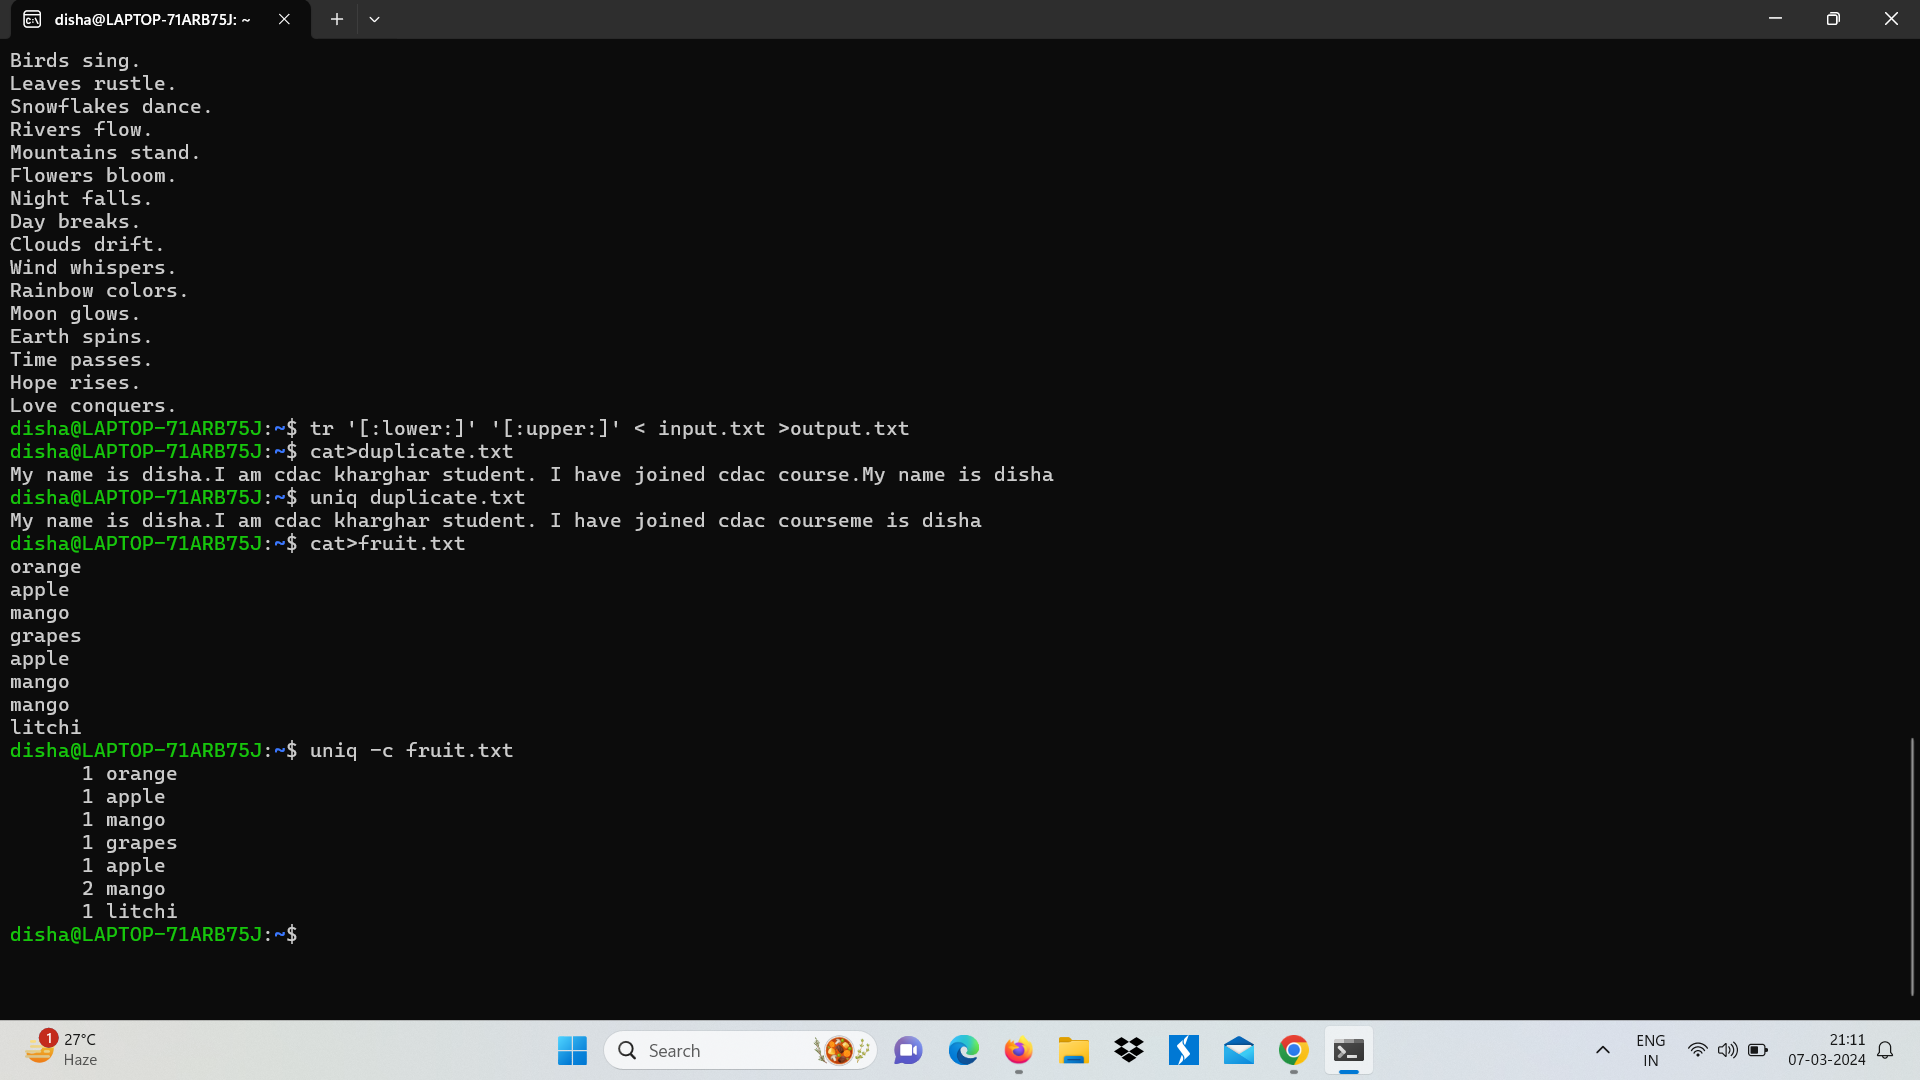 disha@LAPTOP-71ARB75J: ~
Birds sing.
Leaves rustle.
Snowflakes dance.
Rivers flow.
Mountains stand.
Flowers bloom.
Night falls.
Day breaks.
Clouds drift.
Wind whispers.
Rainbow colors.
Moon glows.
Earth spins.
Time passes.
Hope rises.
Love conquers.
disha@LAPTOP-71ARB75J:~$ tr '[:lower:]' '[:upper:]' < input.txt >output.txt
disha@LAPTOP-71ARB75J:~$ cat>duplicate.txt
My name is disha.I am cdac kharghar student. I have joined cdac course.My name is disha
disha@LAPTOP-71ARB75J:~$ uniq duplicate.txt
My name is disha.I am cdac kharghar student. I have joined cdac courseme is disha
disha@LAPTOP-71ARB75J:~$ cat>fruit.txt
orange
apple
mango
grapes
apple
mango
mango
litchi
disha@LAPTOP-71ARB75J:~$ uniq -c fruit.txt
      1 orange
      1 apple
      1 mango
      1 grapes
      1 apple
      2 mango
      1 litchi
disha@LAPTOP-71ARB75J:~$
1
27°C
Haze
Search
ENG
IN
21:11
07-03-2024